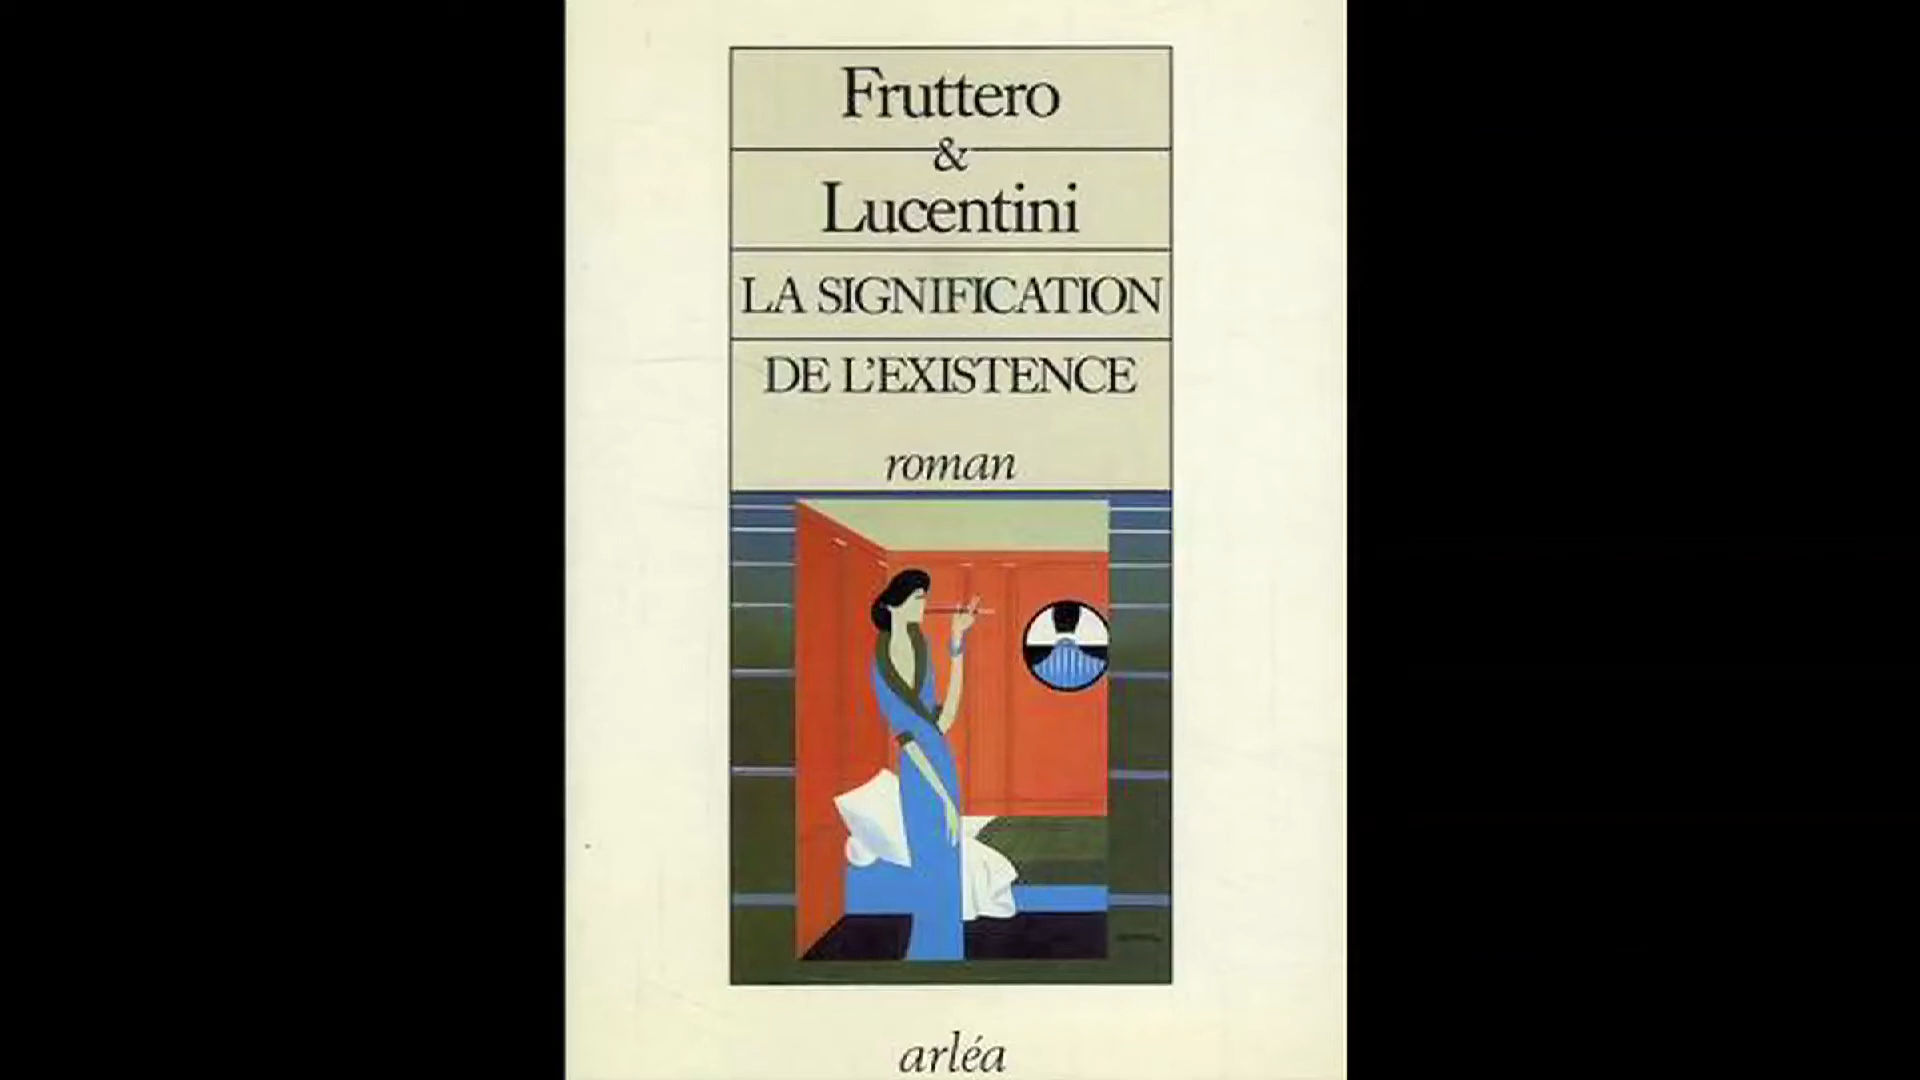 Fruttero
&
Lucentini
LA SIGNIFICATION
DE L'EXISTENCE
roman
arléa